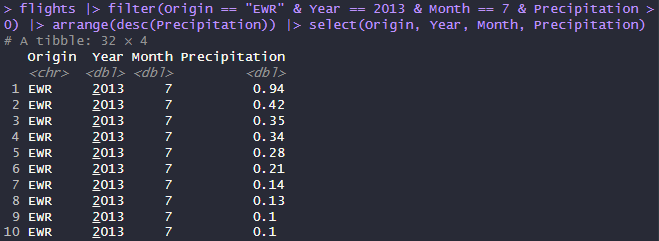 > flights |> filter(Origin == "EWR" & Year == 2013 & Month == 7 & Precipitation >
0) |> arrange(desc(Precipitation)) |> select(Origin, Year, Month, Precipitation)
# A tibble: 32 × 4
Origin Year Month Precipitation
<chr> <dbl> <dbl> <dbl>
1 EWR 2013 7 0.94
2 EWR 2013 7 0.42
3 EWR 2013 7 0.35
4 EWR 2013 7 0.34
5 EWR 2013 7 0.28
6 EWR 2013 7 0.21
7 EWR 2013 7 0.14
8 EWR 2013 7 0.13
9 EWR 2013 7 0.1
10 EWR 2013 7 0.1